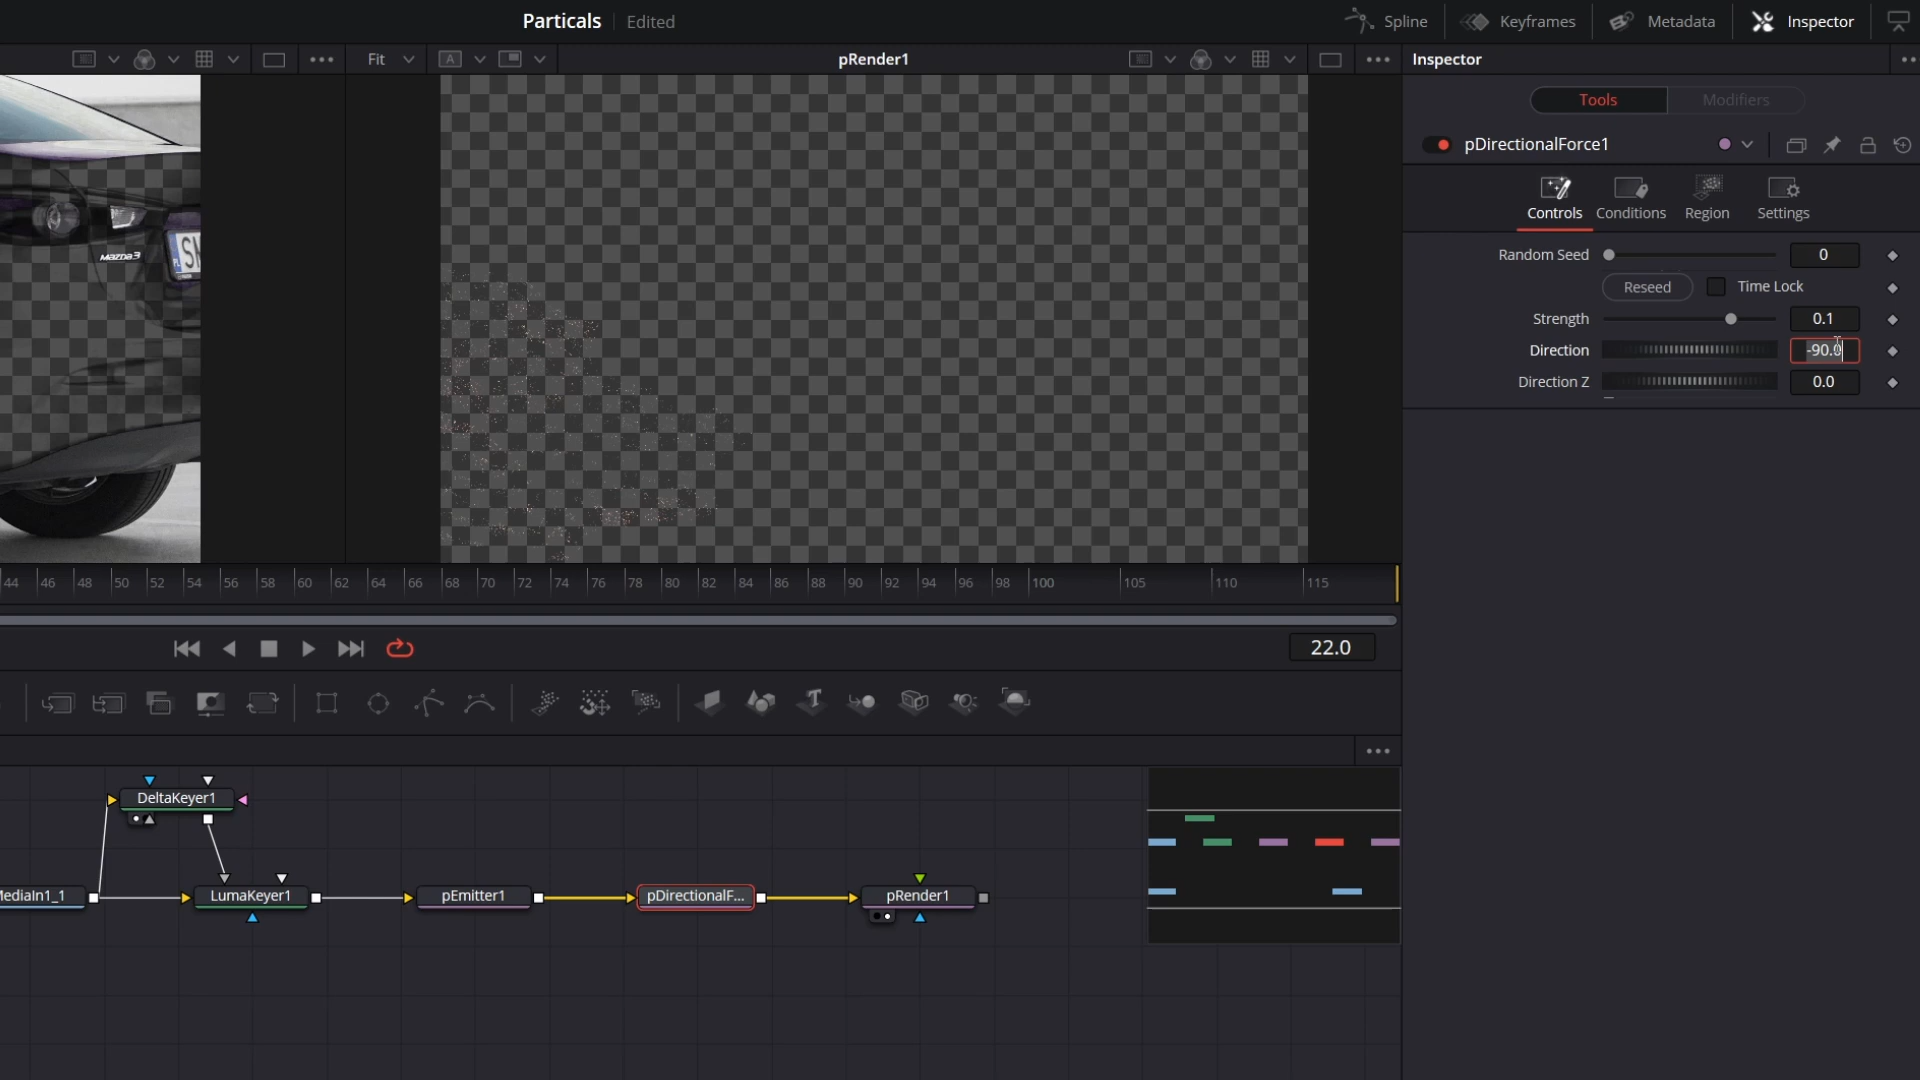 Particals Edited
Spline Keyframes Metadata Inspector
Fit A pRender1 Inspector
Tools Modifiers
pDirectionalForce1
Controls Conditions Region Settings
Random Seed 0
Reseed Time Lock
Strength 0.1
Direction -90.0
Direction Z 0.0
mazda3
44 46 48 50 52 54 56 58 60 62 64 66 68 70 72 74 76 78 80 82 84 86 88 90 92 94 96 98 100 105 110 115
22.0
DeltaKeyer1
MediaIn1_1 LumaKeyer1 pEmitter1 pDirectionalF... pRender1